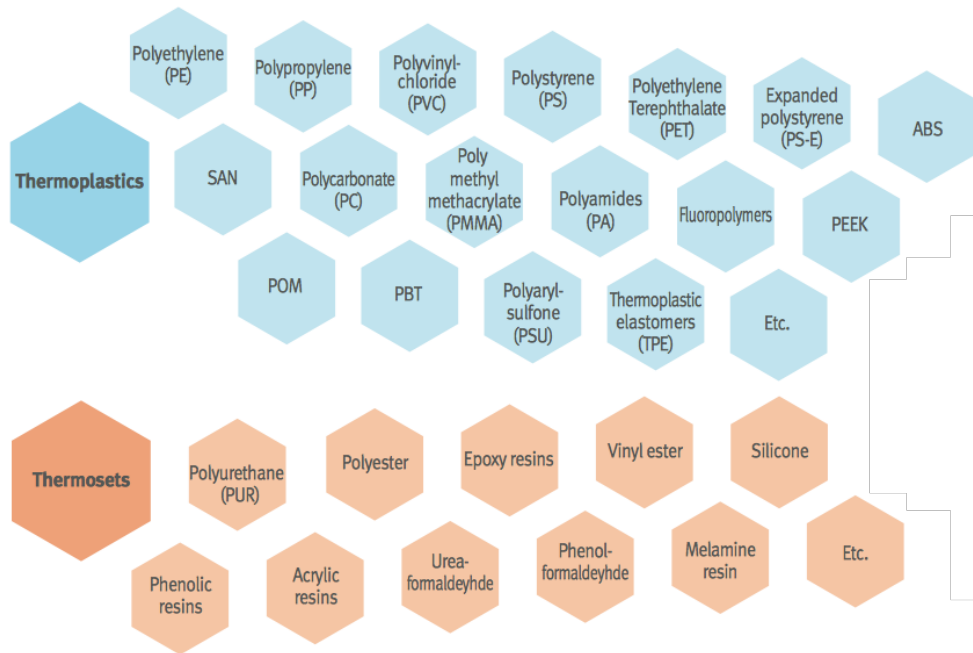 Polyethylene
(PE)
Polypropylene
(PP)
Polyvinyl-
chloride
(PVC)
Polystyrene
(PS)
Polyethylene
Terephthalate
(PET)
Expanded
polystyrene
(PS-E)
ABS
Thermoplastics
SAN
Polycarbonate
(PC)
Poly
methyl
methacrylate
(PMMA)
Polyamides
(PA)
Fluoropolymers
PEEK
POM
PBT
Polyaryl-
sulfone
(PSU)
Thermoplastic
elastomers
(TPE)
Etc.
Thermosets
Polyurethane
(PUR)
Polyester
Epoxy resins
Vinyl ester
Silicone
Phenolic
resins
Acrylic
resins
Urea-
formaldeyhde
Phenol-
formaldeyhde
Melamine
resin
Etc.